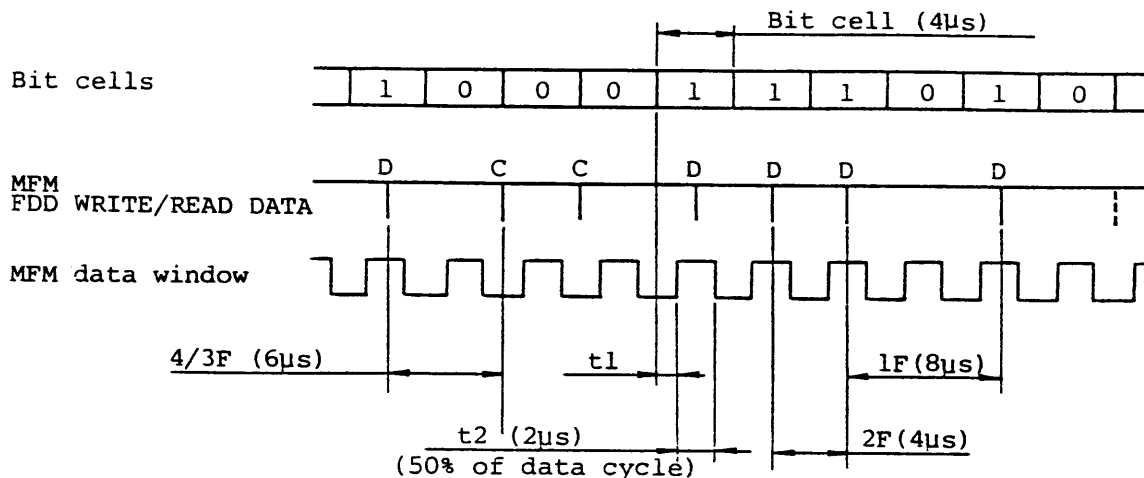 Bit cell (4µs)
Bit cells
1 0 0 0 1 1 1 0 1 0
D C C D D D D
MFM
FDD WRITE/READ DATA
MFM data window
4/3F (6µs)
t1
1F(8µs)
t2 (2µs)
2F(4µs)
(50% of data cycle)